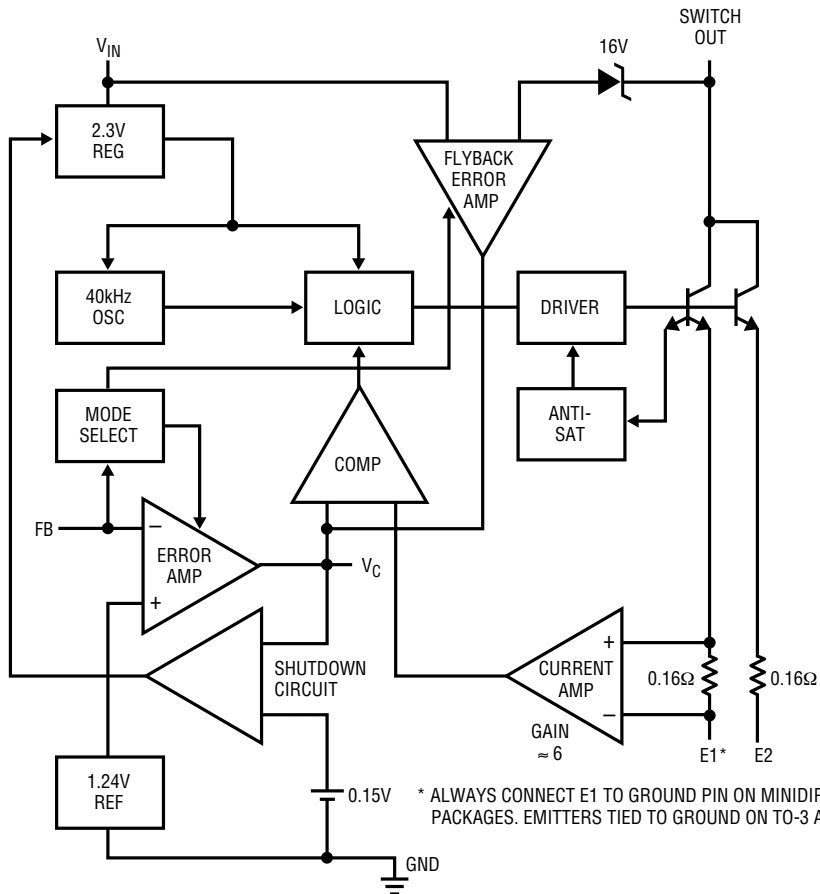 V_IN
16V
SWITCH
OUT
2.3V
REG
FLYBACK
ERROR
AMP
40kHz
OSC
LOGIC
DRIVER
MODE
SELECT
COMP
ANTI-
SAT
FB
−
ERROR
AMP
+
V_C
SHUTDOWN
CIRCUIT
+
CURRENT
AMP
−
GAIN
≈ 6
0.16Ω
0.16Ω
E1*
E2
1.24V
REF
0.15V
* ALWAYS CONNECT E1 TO GROUND PIN ON MINIDIP
PACKAGES. EMITTERS TIED TO GROUND ON TO-3 A
GND